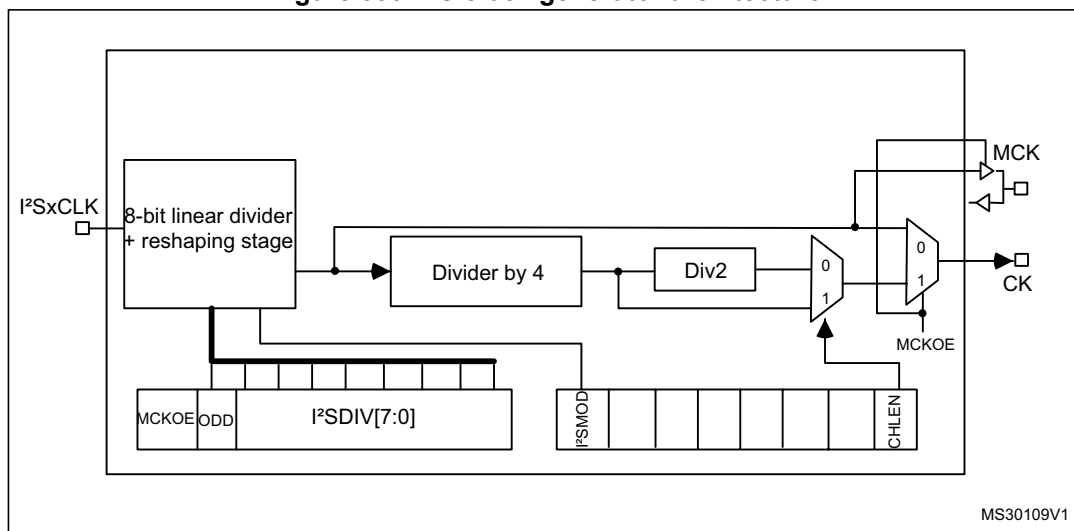 MCK
I²SxCLK
8-bit linear divider
+ reshaping stage
0
Divider by 4
Div2
0
1
1
CK
MCKOE
MCKOE
ODD
I²SDIV[7:0]
I²SMOD
CHLEN
MS30109V1